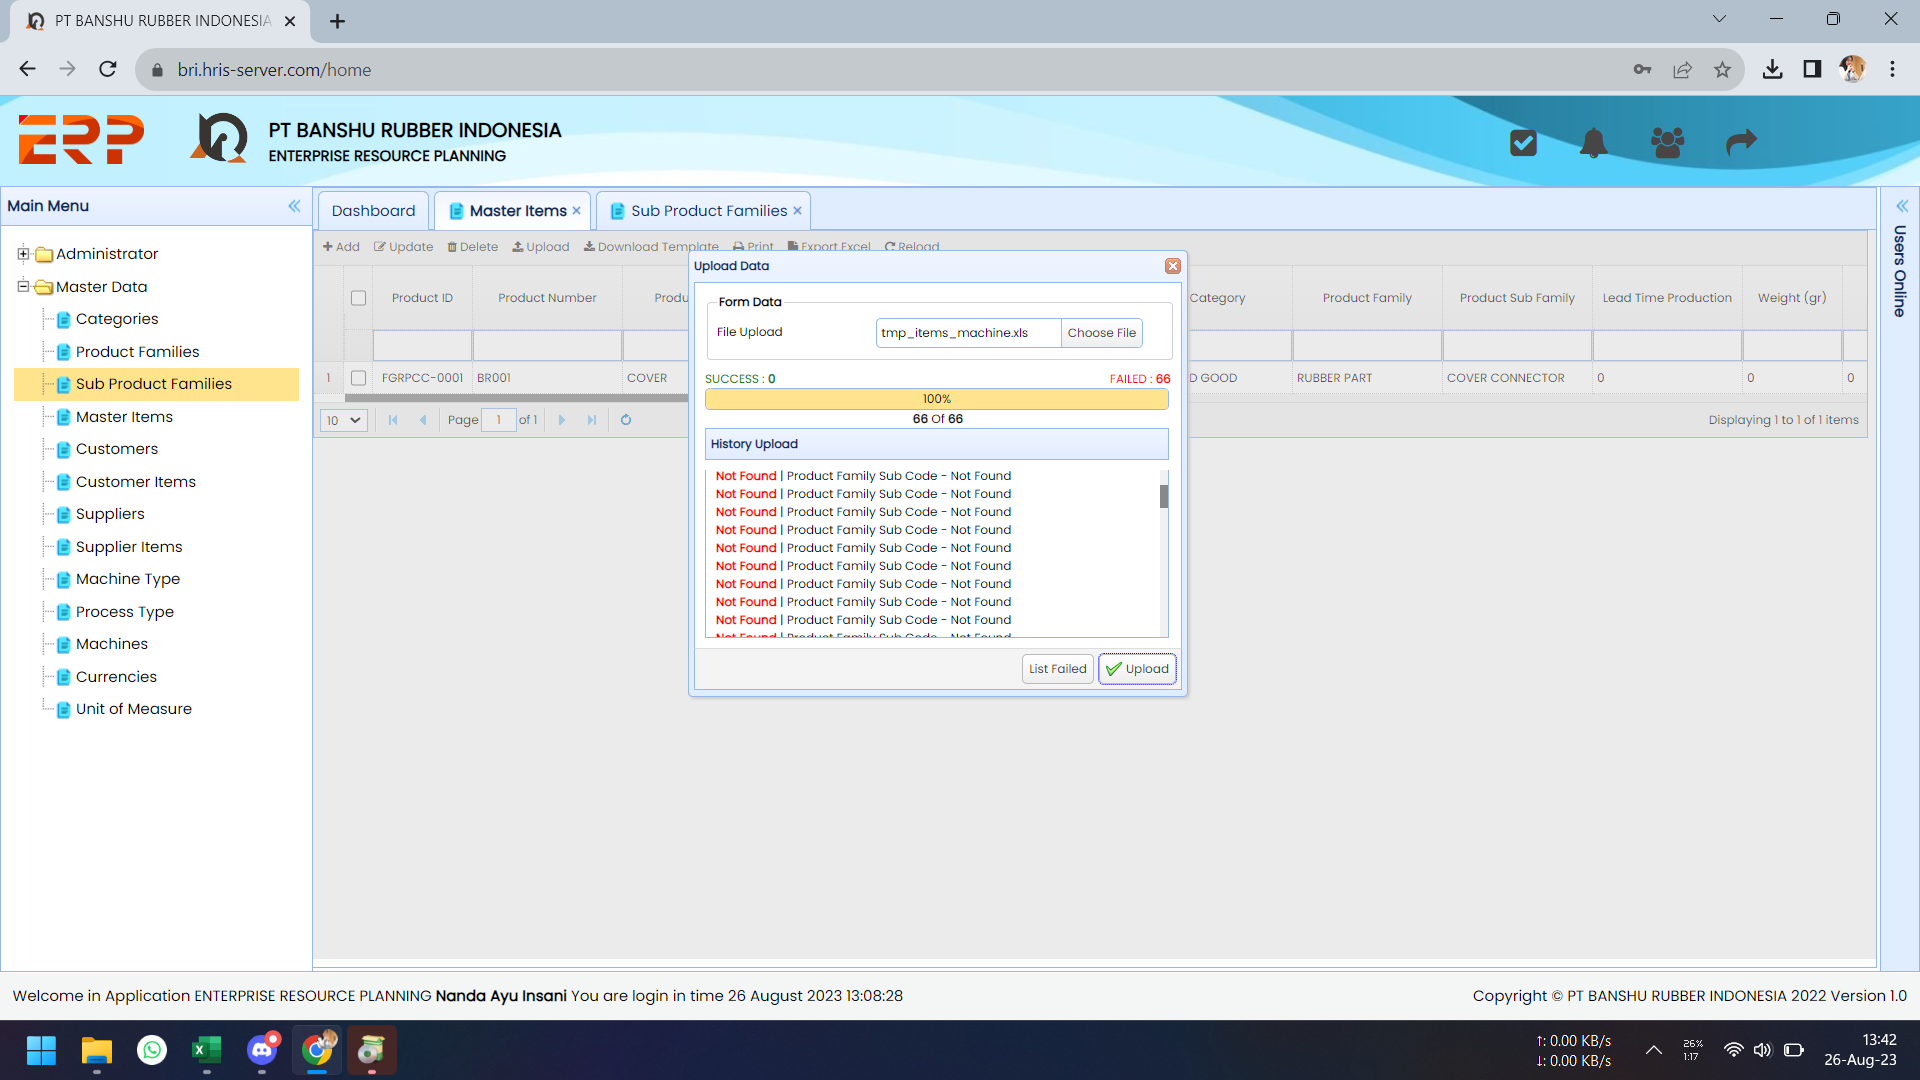 PT BANSHU RUBBER INDONESIA
bri.hris-server.com/home
ERP
PT BANSHU RUBBER INDONESIA
ENTERPRISE RESOURCE PLANNING
Main Menu
Administrator
Master Data
Categories
Product Families
Sub Product Families
Master Items
Customers
Customer Items
Suppliers
Supplier Items
Machine Type
Process Type
Machines
Currencies
Unit of Measure
Dashboard Master Items Sub Product Families
Add Update Delete Upload Download Template Print Export Excel Reload
Product ID Product Number Produ Category Product Family Product Sub Family Lead Time Production Weight (gr)
1 FGRPCC-0001 BR001 COVER D GOOD RUBBER PART COVER CONNECTOR 0 0 0
10 Page 1 of 1 Displaying 1 to 1 of 1 items
Upload Data
Form Data
File Upload tmp_items_machine.xls Choose File
SUCCESS : 0 FAILED : 66
100%
66 Of 66
History Upload
Not Found | Product Family Sub Code - Not Found
Not Found | Product Family Sub Code - Not Found
Not Found | Product Family Sub Code - Not Found
Not Found | Product Family Sub Code - Not Found
Not Found | Product Family Sub Code - Not Found
Not Found | Product Family Sub Code - Not Found
Not Found | Product Family Sub Code - Not Found
Not Found | Product Family Sub Code - Not Found
Not Found | Product Family Sub Code - Not Found
Not Found | Product Family Sub Code - Not Found
List Failed Upload
Users Online
Welcome in Application ENTERPRISE RESOURCE PLANNING Nanda Ayu Insani You are login in time 26 August 2023 13:08:28
Copyright © PT BANSHU RUBBER INDONESIA 2022 Version 1.0
↑: 0.00 KB/s
↓: 0.00 KB/s
26%
1:17
13:42
26-Aug-23